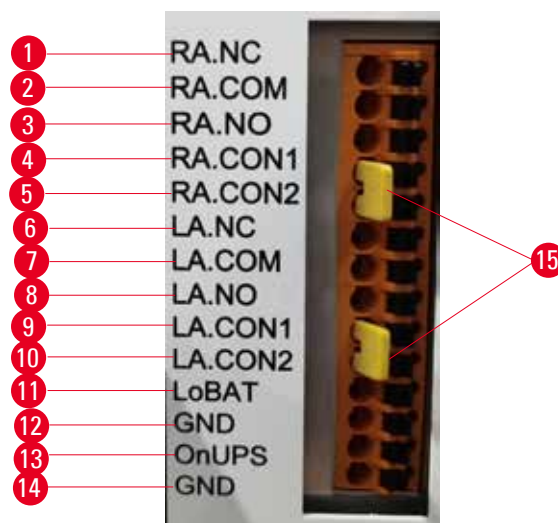 1 RA.NC
2 RA.COM
3 RA.NO
4 RA.CON1
5 RA.CON2
6 LA.NC
7 LA.COM
8 LA.NO
9 LA.CON1
10 LA.CON2
11 LoBAT
12 GND
13 OnUPS
14 GND
15